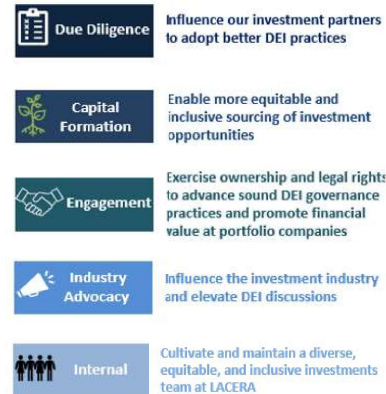 Due Diligence
Influence our investment partners
to adopt better DEI practices
Capital
Formation
Enable more equitable and
inclusive sourcing of investment
opportunities
Engagement
Exercise ownership and legal rights
to advance sound DEI governance
practices and promote financial
value at portfolio companies
Industry
Advocacy
Influence the investment industry
and elevate DEI discussions
Internal
Cultivate and maintain a diverse,
equitable, and inclusive investments
team at LACERA